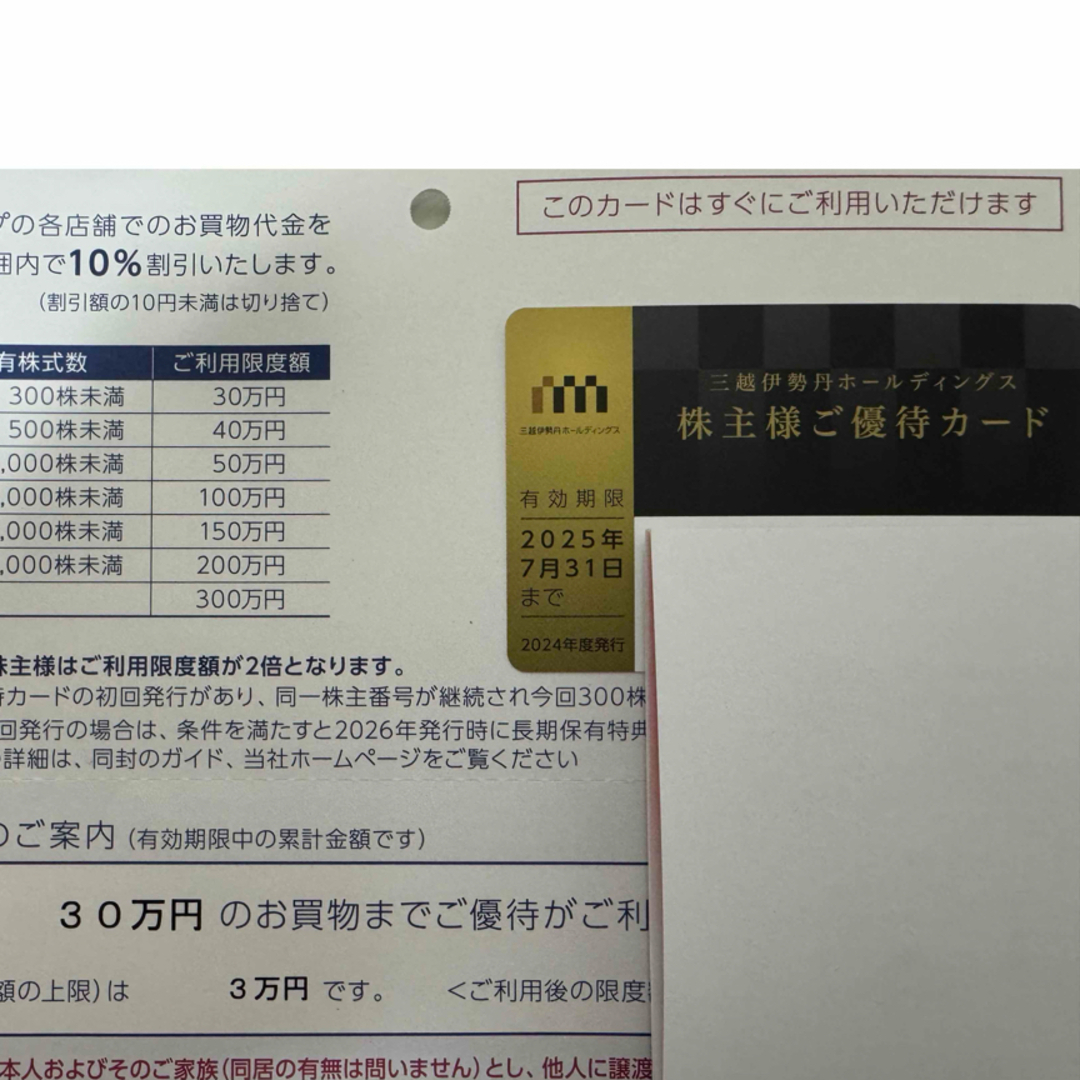 プの各店舗でのお買物代金を
囲内で10%割引いたします。
(割引額の10円未満は切り捨て)
有株式数 ご利用限度額
300株未満 30万円
500株未満 40万円
,000株未満 50万円
,000株未満 100万円
,000株未満 150万円
,000株未満 200万円
300万円
株主様はご利用限度額が2倍となります。
待カードの初回発行があり、同一株主番号が継続され今回300株
回発行の場合は、条件を満たすと2026年発行時に長期保有特典
詳細は、同封のガイド、当社ホームページをご覧ください
のご案内(有効期限中の累計金額です)
30万円 のお買物までご優待がご利
額の上限)は 3万円 です。 <ご利用後の限度
本人およびそのご家族(同居の有無は問いません)とし、他人に譲渡
このカードはすぐにご利用いただけます
三越伊勢丹ホールディングス
有効期限
2025年
7月31日
まで
2024年度発行
三越伊勢丹ホールディングス
株主様ご優待カード